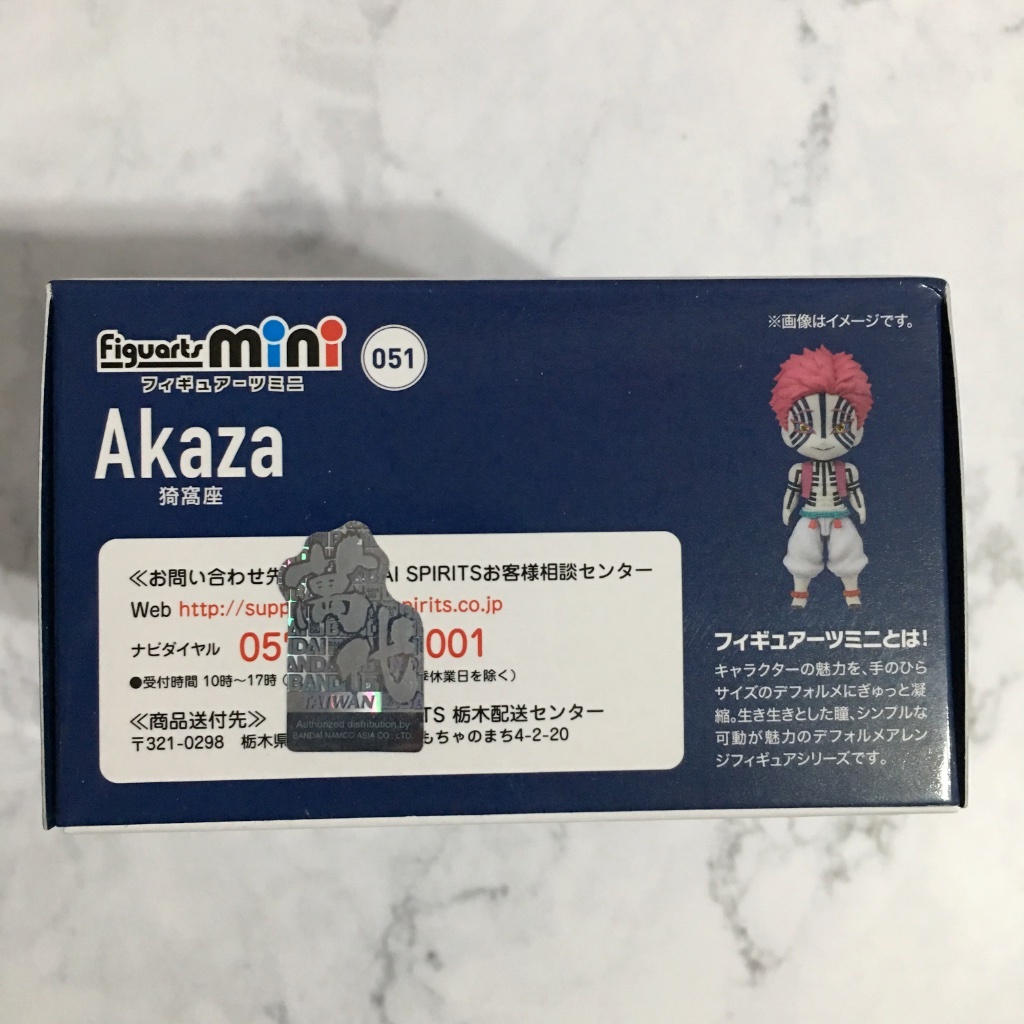 figuarts mini
フィギュアーツミニ
051
Akaza
猗窩座
※画像はイメージです。
≪お問い合わせ先 AI SPIRITSお客様相談センター
Web http://supp pirits.co.jp
ナビダイヤル 057 001
●受付時間 10時〜17時( 季休業日を除く)
≪商品送付先≫ TS 栃木配送センター
〒321-0298 栃木県 もちゃのまち4-2-20
萬代
BANDAI
TAIWAN
Authorized distribution by
BANDAI NAMCO ASIA CO., LTD.
フィギュアーツミニとは!
キャラクターの魅力を、手のひら
サイズのデフォルメにぎゅっと凝
縮。生き生きとした瞳、シンプルな
可動が魅力のデフォルメアレン
ジフィギュアシリーズです。